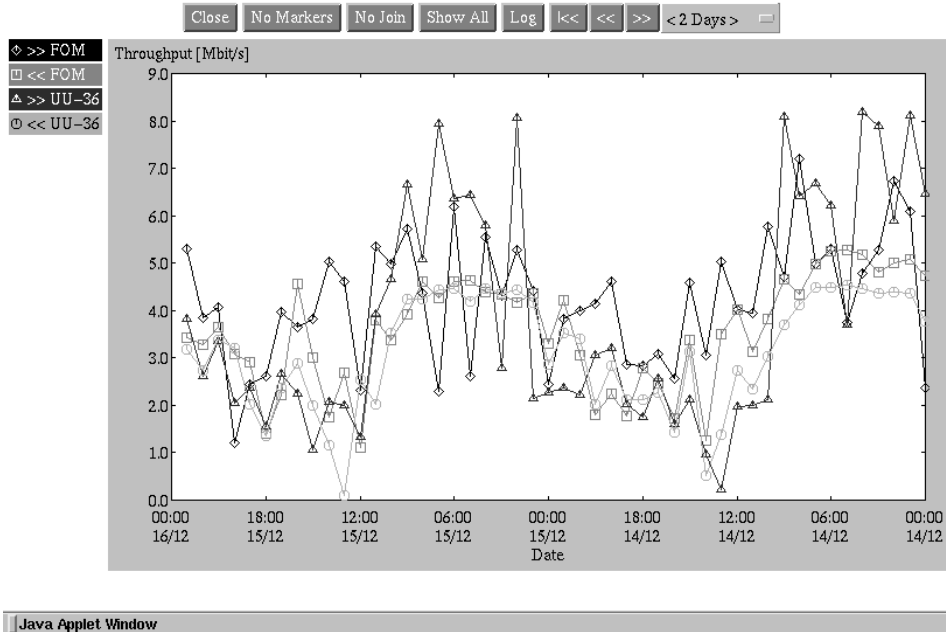 Close No Markers No Join Show All Log |<< << >> < 2 Days >
>> FOM
<< FOM
>> UU-36
<< UU-36
Throughput [Mbit/s]
9.0
8.0
7.0
6.0
5.0
4.0
3.0
2.0
1.0
0.0
00:00 18:00 12:00 06:00 00:00 18:00 12:00 06:00 00:00
16/12 15/12 15/12 15/12 15/12 14/12 14/12 14/12 14/12
Date
Java Applet Window